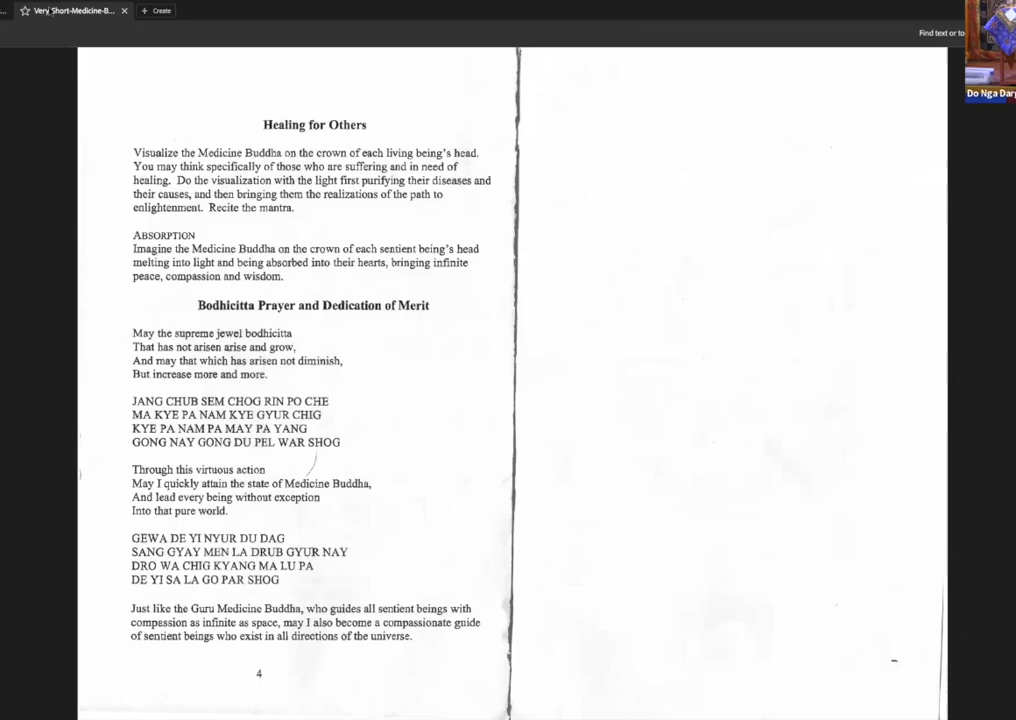 Very-Short-Medicine-B...
Create
Find text or to
Do Nga Darg
Healing for Others
Visualize the Medicine Buddha on the crown of each living being's head.
You may think specifically of those who are suffering and in need of
healing. Do the visualization with the light first purifying their diseases and
their causes, and then bringing them the realizations of the path to
enlightenment. Recite the mantra.
ABSORPTION
Imagine the Medicine Buddha on the crown of each sentient being's head
melting into light and being absorbed into their hearts, bringing infinite
peace, compassion and wisdom.
Bodhicitta Prayer and Dedication of Merit
May the supreme jewel bodhicitta
That has not arisen arise and grow,
And may that which has arisen not diminish,
But increase more and more.
JANG CHUB SEM CHOG RIN PO CHE
MA KYE PA NAM KYE GYUR CHIG
KYE PA NAM PA MAY PA YANG
GONG NAY GONG DU PEL WAR SHOG
Through this virtuous action
May I quickly attain the state of Medicine Buddha,
And lead every being without exception
Into that pure world.
GEWA DE YI NYUR DU DAG
SANG GYAY MEN LA DRUB GYUR NAY
DRO WA CHIG KYANG MA LU PA
DE YI SA LA GO PAR SHOG
Just like the Guru Medicine Buddha, who guides all sentient beings with
compassion as infinite as space, may I also become a compassionate guide
of sentient beings who exist in all directions of the universe.
4